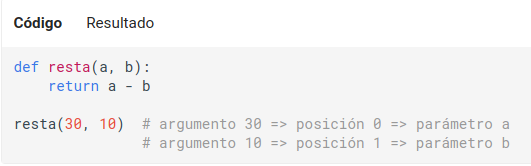 Código Resultado
def resta(a, b):
    return a - b
resta(30, 10)  # argumento 30 => posición 0 => parámetro a
               # argumento 10 => posición 1 => parámetro b